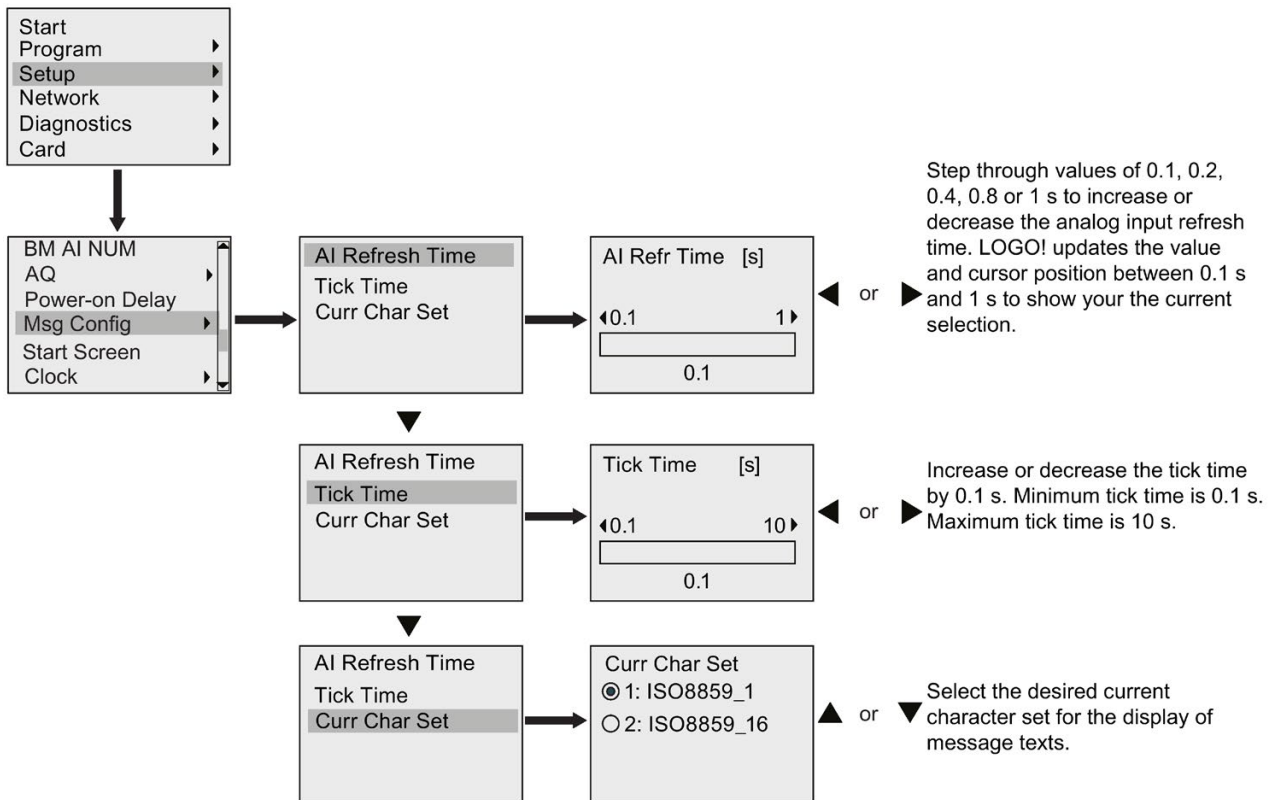 Start
Program
Setup
Network
Diagnostics
Card
BM AI NUM
AQ
Power-on Delay
Msg Config
Start Screen
Clock
AI Refresh Time
Tick Time
Curr Char Set
AI Refr Time [s]
0.1 1
0.1
or
Step through values of 0.1, 0.2,
0.4, 0.8 or 1 s to increase or
decrease the analog input refresh
time. LOGO! updates the value
and cursor position between 0.1 s
and 1 s to show your the current
selection.
AI Refresh Time
Tick Time
Curr Char Set
Tick Time [s]
0.1 10
0.1
or
Increase or decrease the tick time
by 0.1 s. Minimum tick time is 0.1 s.
Maximum tick time is 10 s.
AI Refresh Time
Tick Time
Curr Char Set
Curr Char Set
1: ISO8859_1
2: ISO8859_16
or
Select the desired current
character set for the display of
message texts.